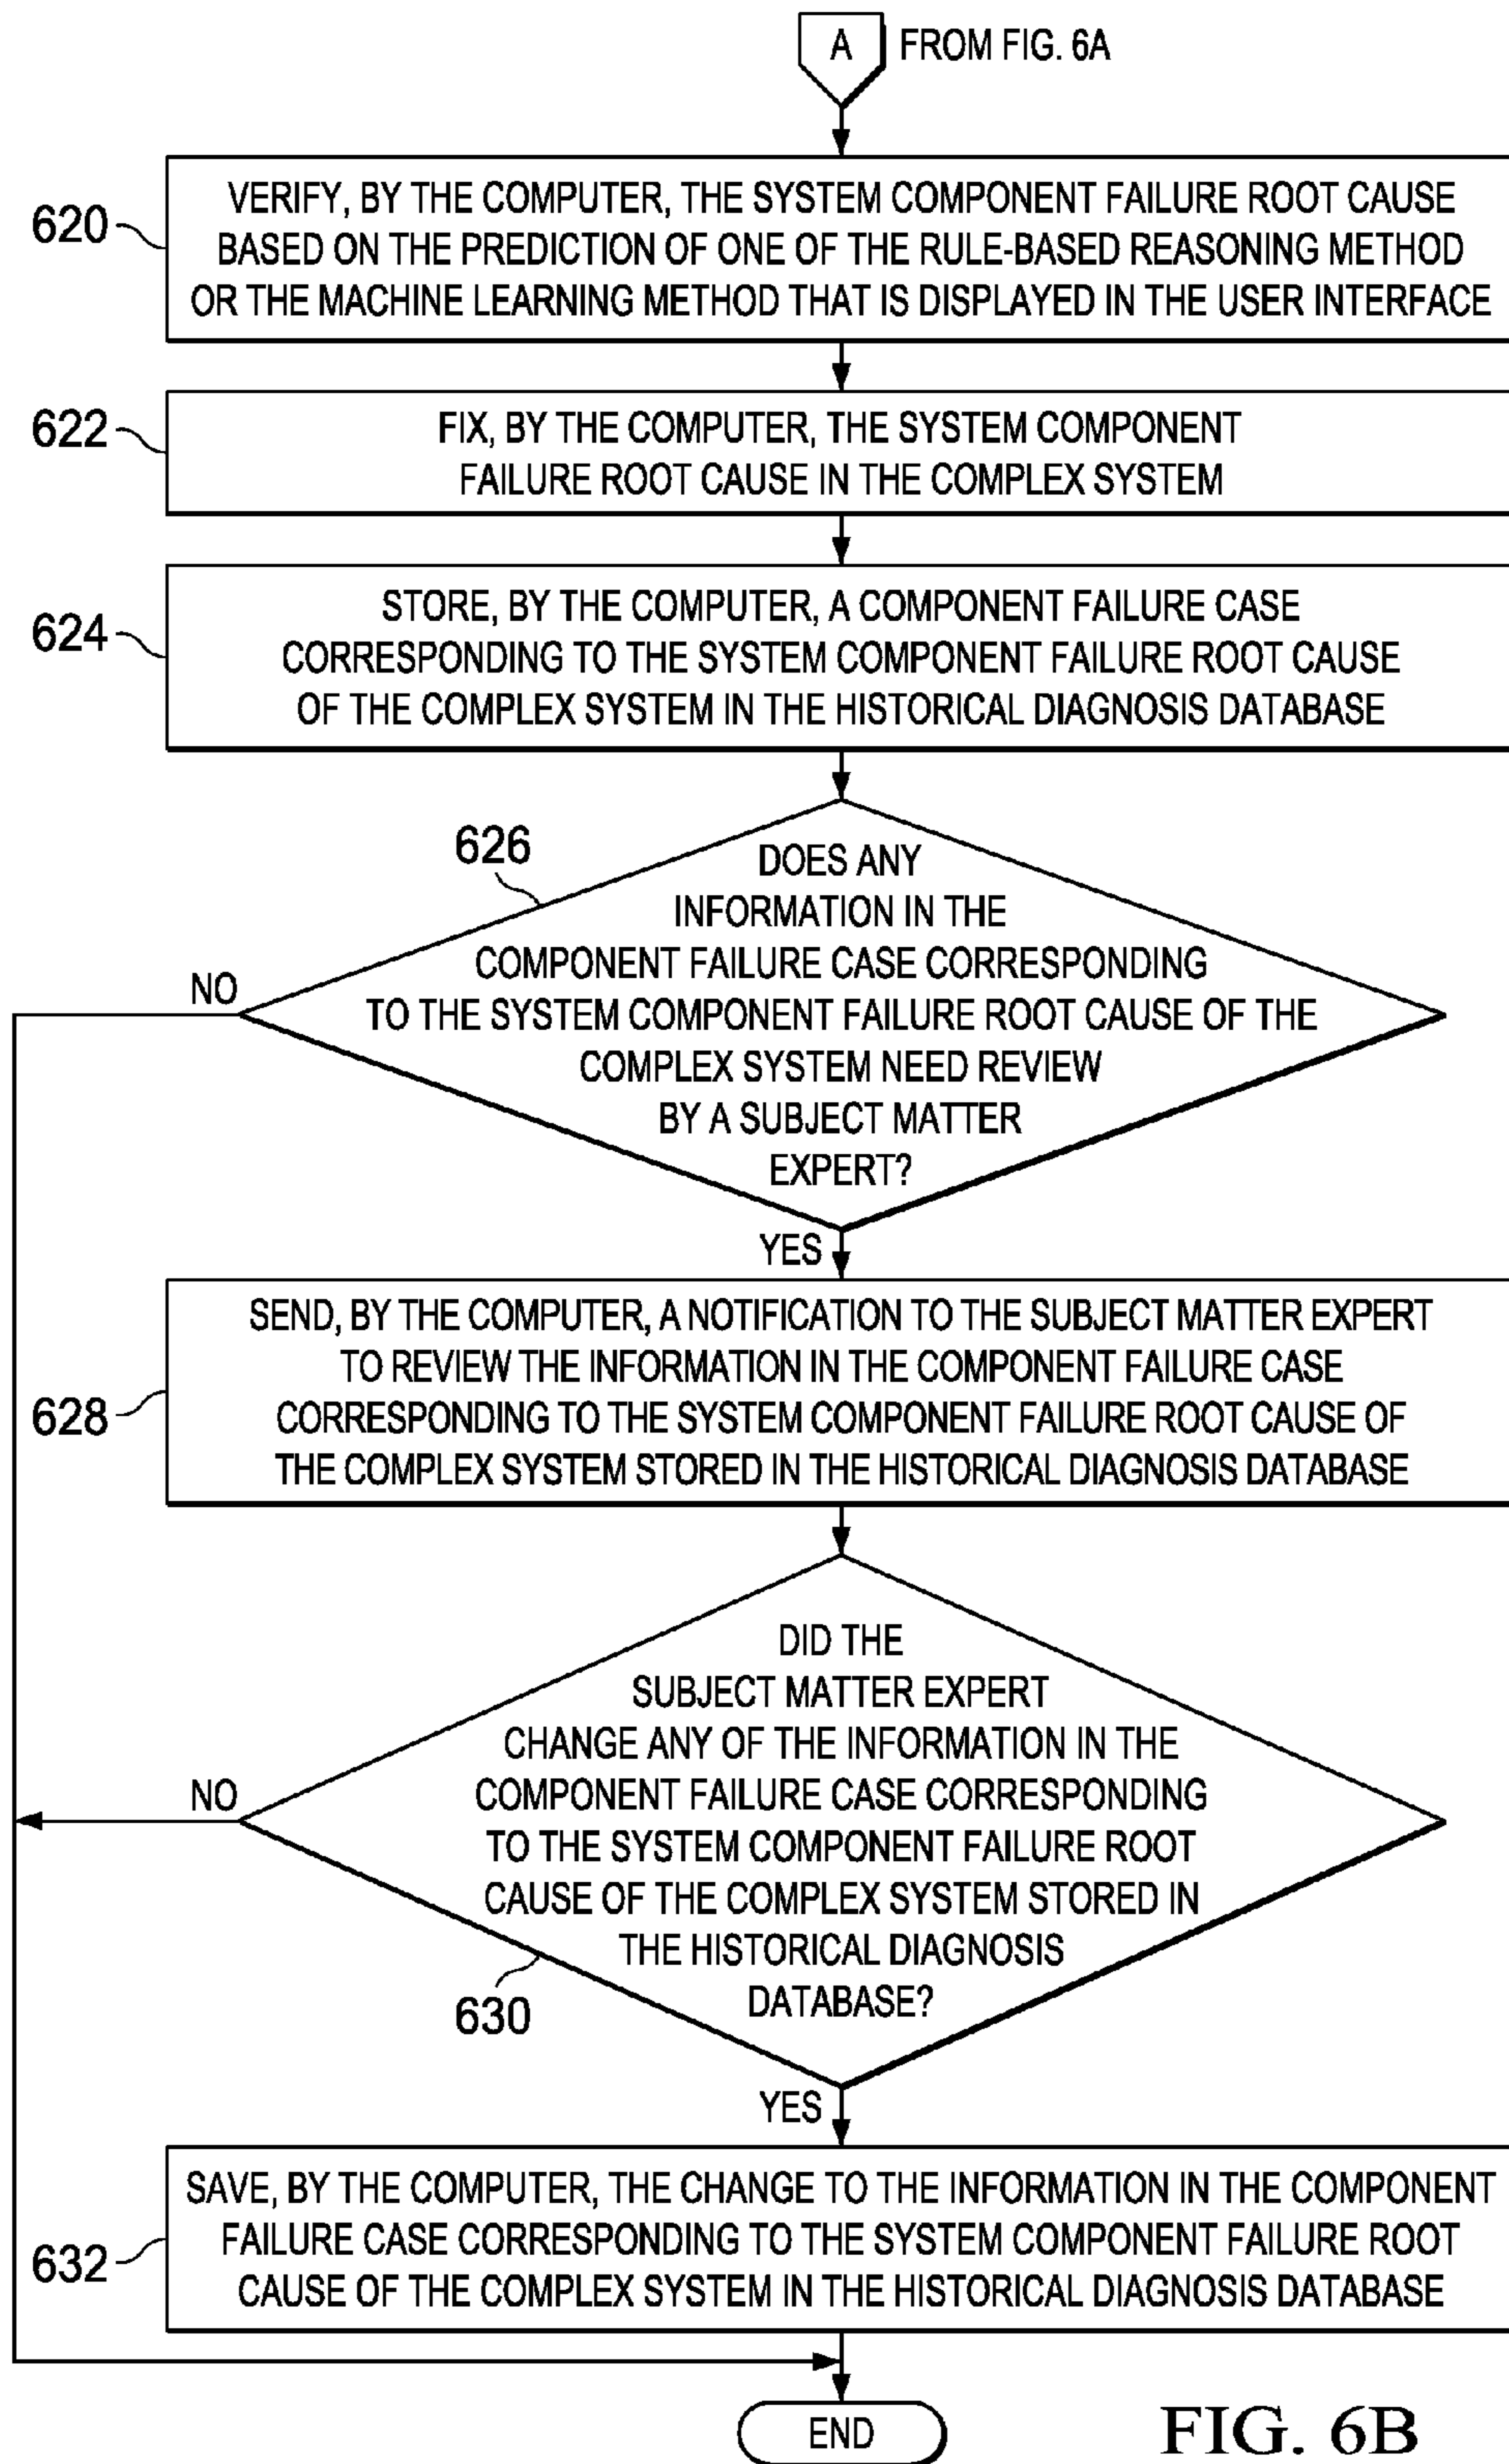 A FROM FIG. 6A
620
VERIFY, BY THE COMPUTER, THE SYSTEM COMPONENT FAILURE ROOT CAUSE
BASED ON THE PREDICTION OF ONE OF THE RULE-BASED REASONING METHOD
OR THE MACHINE LEARNING METHOD THAT IS DISPLAYED IN THE USER INTERFACE
622
FIX, BY THE COMPUTER, THE SYSTEM COMPONENT
FAILURE ROOT CAUSE IN THE COMPLEX SYSTEM
624
STORE, BY THE COMPUTER, A COMPONENT FAILURE CASE
CORRESPONDING TO THE SYSTEM COMPONENT FAILURE ROOT CAUSE
OF THE COMPLEX SYSTEM IN THE HISTORICAL DIAGNOSIS DATABASE
626
DOES ANY
INFORMATION IN THE
COMPONENT FAILURE CASE CORRESPONDING
TO THE SYSTEM COMPONENT FAILURE ROOT CAUSE OF THE
COMPLEX SYSTEM NEED REVIEW
BY A SUBJECT MATTER
EXPERT?
NO
YES
628
SEND, BY THE COMPUTER, A NOTIFICATION TO THE SUBJECT MATTER EXPERT
TO REVIEW THE INFORMATION IN THE COMPONENT FAILURE CASE
CORRESPONDING TO THE SYSTEM COMPONENT FAILURE ROOT CAUSE OF
THE COMPLEX SYSTEM STORED IN THE HISTORICAL DIAGNOSIS DATABASE
DID THE
SUBJECT MATTER EXPERT
CHANGE ANY OF THE INFORMATION IN THE
COMPONENT FAILURE CASE CORRESPONDING
TO THE SYSTEM COMPONENT FAILURE ROOT
CAUSE OF THE COMPLEX SYSTEM STORED IN
THE HISTORICAL DIAGNOSIS
DATABASE?
NO
630
YES
632
SAVE, BY THE COMPUTER, THE CHANGE TO THE INFORMATION IN THE COMPONENT
FAILURE CASE CORRESPONDING TO THE SYSTEM COMPONENT FAILURE ROOT
CAUSE OF THE COMPLEX SYSTEM IN THE HISTORICAL DIAGNOSIS DATABASE
END
FIG. 6B